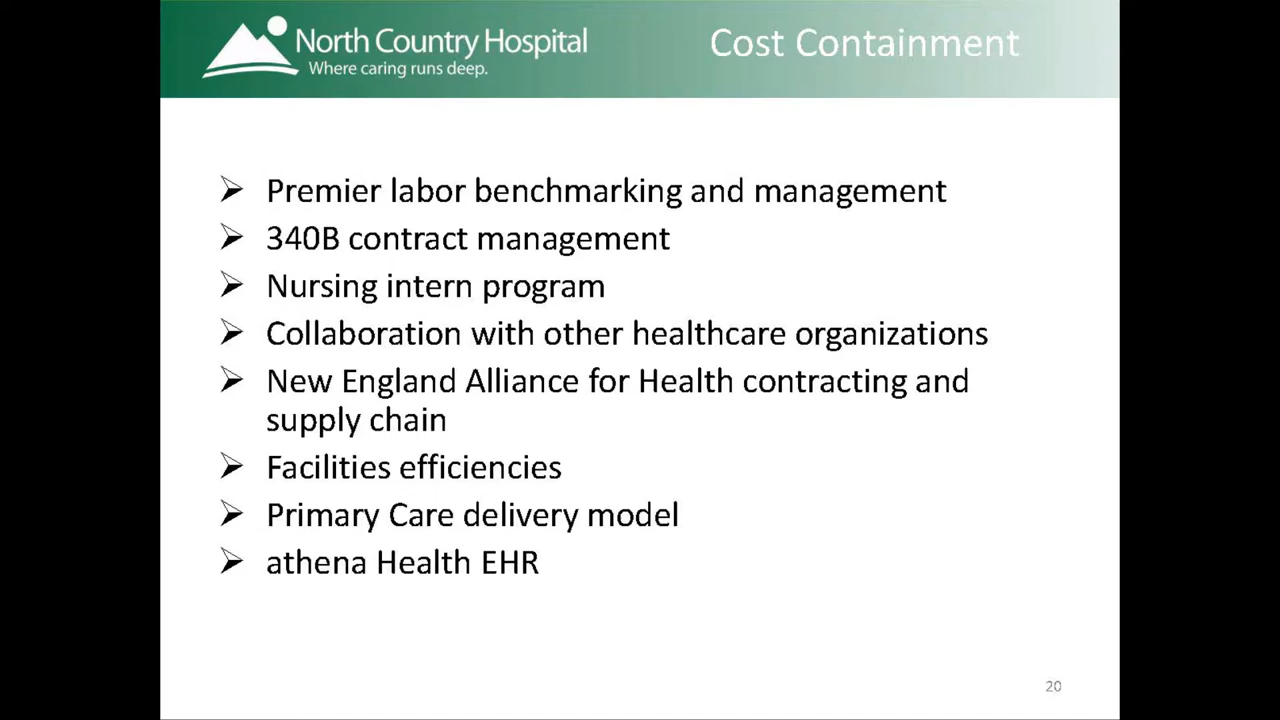 North Country Hospital
Where caring runs deep.
Cost Containment
Premier labor benchmarking and management
340B contract management
Nursing intern program
Collaboration with other healthcare organizations
New England Alliance for Health contracting and
supply chain
Facilities efficiencies
Primary Care delivery model
athena Health EHR
20